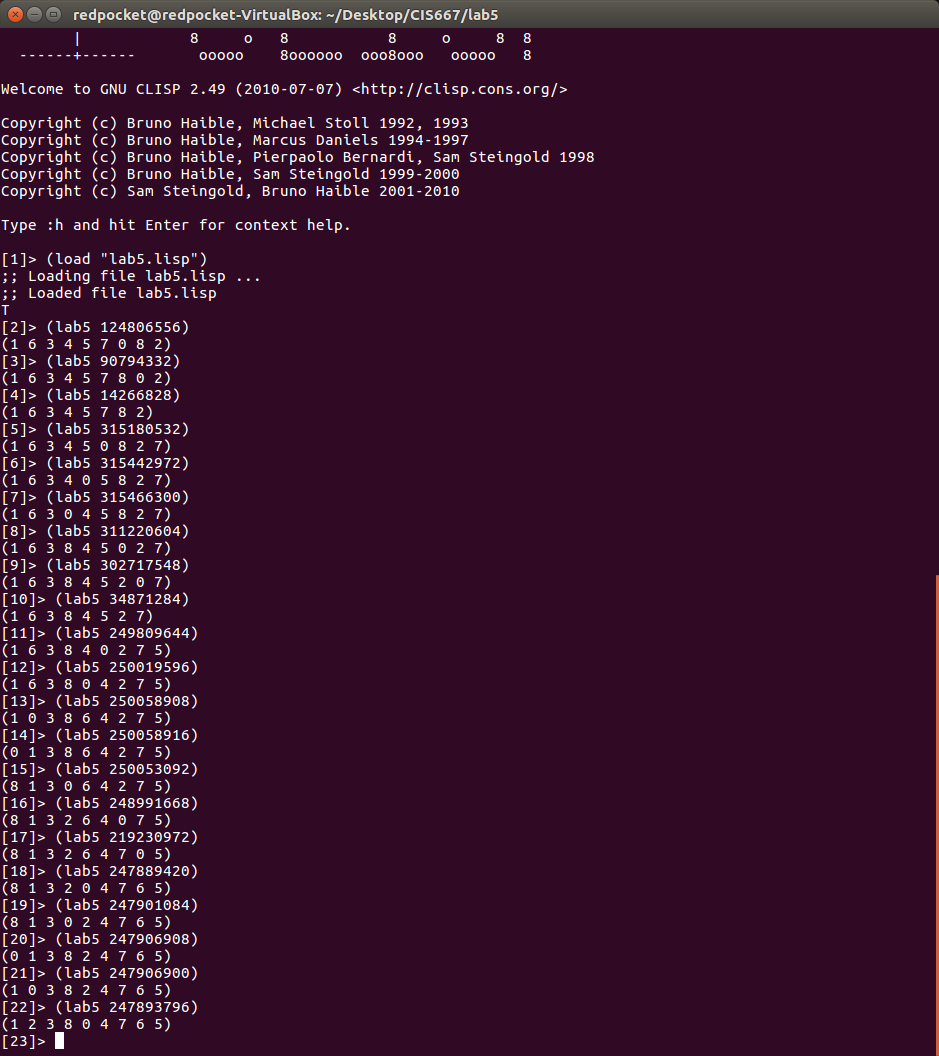 redpocket@redpocket-VirtualBox: ~/Desktop/CIS667/lab5
        |            8     o   8           8     o     8  8
  ------+------       ooooo    8oooooo  ooo8ooo   ooooo   8
Welcome to GNU CLISP 2.49 (2010-07-07) <http://clisp.cons.org/>
Copyright (c) Bruno Haible, Michael Stoll 1992, 1993
Copyright (c) Bruno Haible, Marcus Daniels 1994-1997
Copyright (c) Bruno Haible, Pierpaolo Bernardi, Sam Steingold 1998
Copyright (c) Bruno Haible, Sam Steingold 1999-2000
Copyright (c) Sam Steingold, Bruno Haible 2001-2010
Type :h and hit Enter for context help.
[1]> (load "lab5.lisp")
;; Loading file lab5.lisp ...
;; Loaded file lab5.lisp
T
[2]> (lab5 124806556)
(1 6 3 4 5 7 0 8 2)
[3]> (lab5 90794332)
(1 6 3 4 5 7 8 0 2)
[4]> (lab5 14266828)
(1 6 3 4 5 7 8 2)
[5]> (lab5 315180532)
(1 6 3 4 5 0 8 2 7)
[6]> (lab5 315442972)
(1 6 3 4 0 5 8 2 7)
[7]> (lab5 315466300)
(1 6 3 0 4 5 8 2 7)
[8]> (lab5 311220604)
(1 6 3 8 4 5 0 2 7)
[9]> (lab5 302717548)
(1 6 3 8 4 5 2 0 7)
[10]> (lab5 34871284)
(1 6 3 8 4 5 2 7)
[11]> (lab5 249809644)
(1 6 3 8 4 0 2 7 5)
[12]> (lab5 250019596)
(1 6 3 8 0 4 2 7 5)
[13]> (lab5 250058908)
(1 0 3 8 6 4 2 7 5)
[14]> (lab5 250058916)
(0 1 3 8 6 4 2 7 5)
[15]> (lab5 250053092)
(8 1 3 0 6 4 2 7 5)
[16]> (lab5 248991668)
(8 1 3 2 6 4 0 7 5)
[17]> (lab5 219230972)
(8 1 3 2 6 4 7 0 5)
[18]> (lab5 247889420)
(8 1 3 2 0 4 7 6 5)
[19]> (lab5 247901084)
(8 1 3 0 2 4 7 6 5)
[20]> (lab5 247906908)
(0 1 3 8 2 4 7 6 5)
[21]> (lab5 247906900)
(1 0 3 8 2 4 7 6 5)
[22]> (lab5 247893796)
(1 2 3 8 0 4 7 6 5)
[23]>